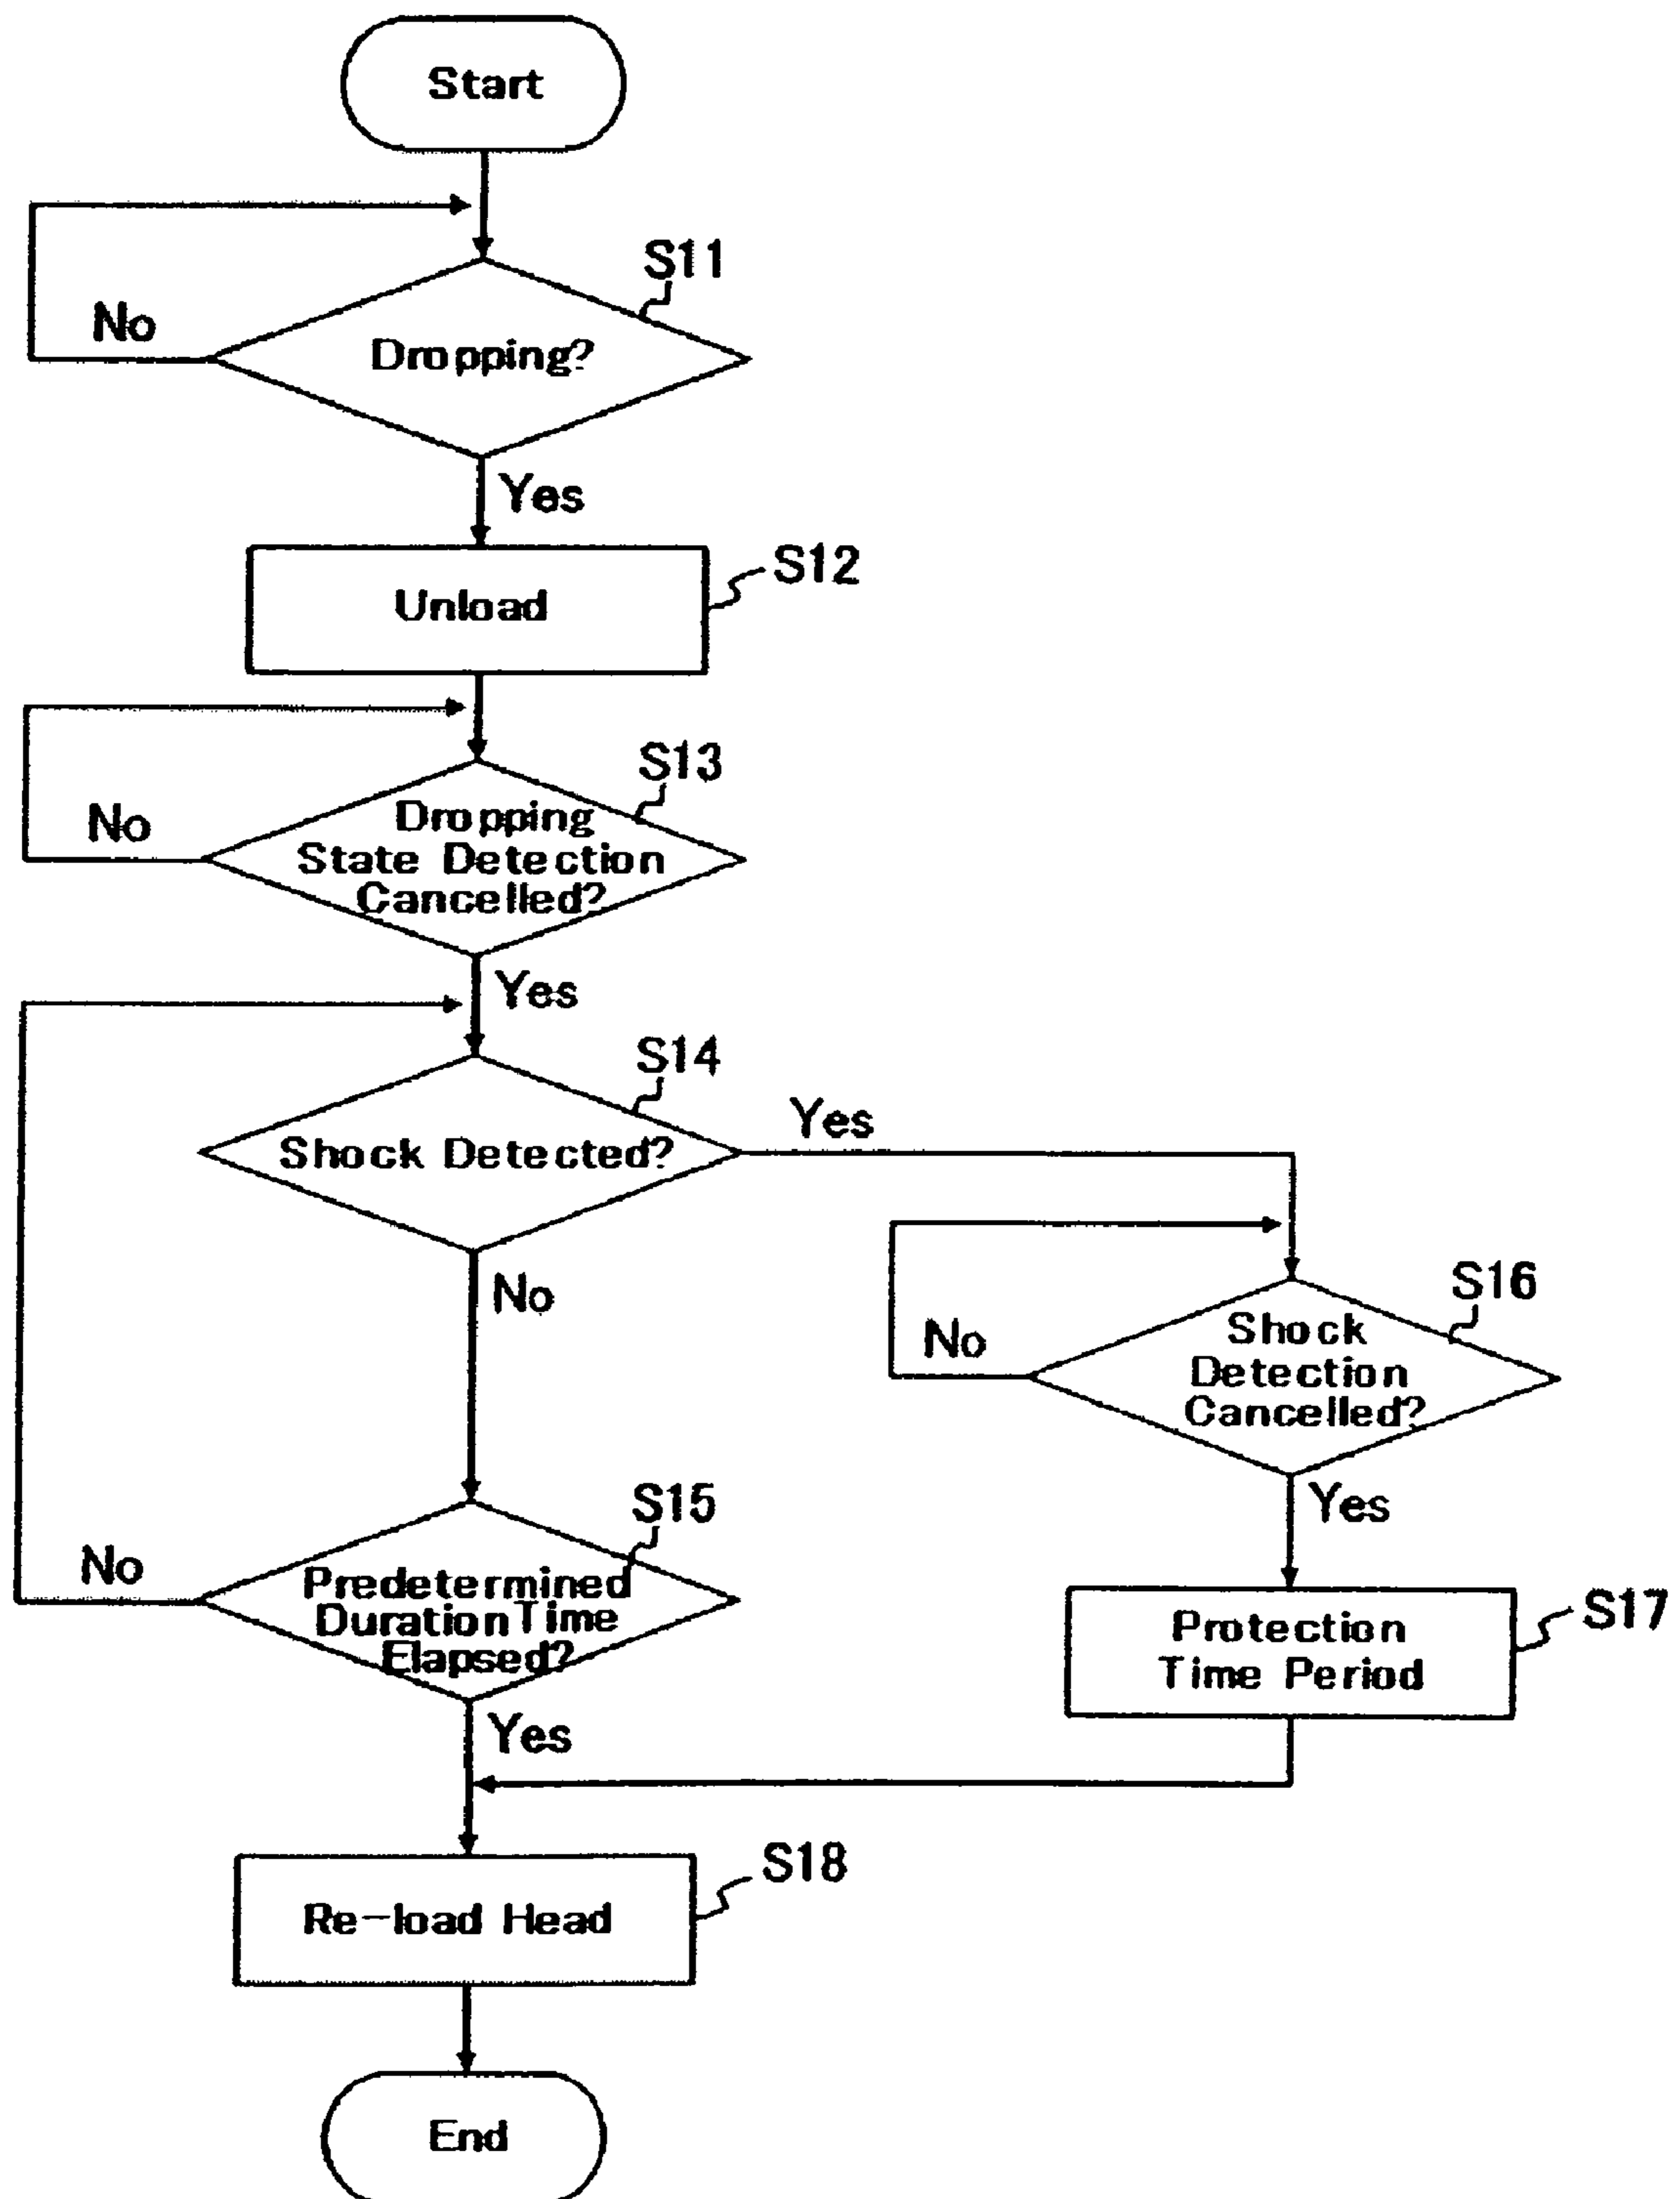 Start
S11
No
Dropping?
Yes
S12
Unload
S13
No
Dropping
State Detection
Cancelled?
Yes
S14
Shock Detected?
Yes
No
S16
No
Shock
Detection
Cancelled?
Yes
S15
No
Predetermined
Duration Time
Elapsed?
Yes
S17
Protection
Time Period
S18
Re-load Head
End